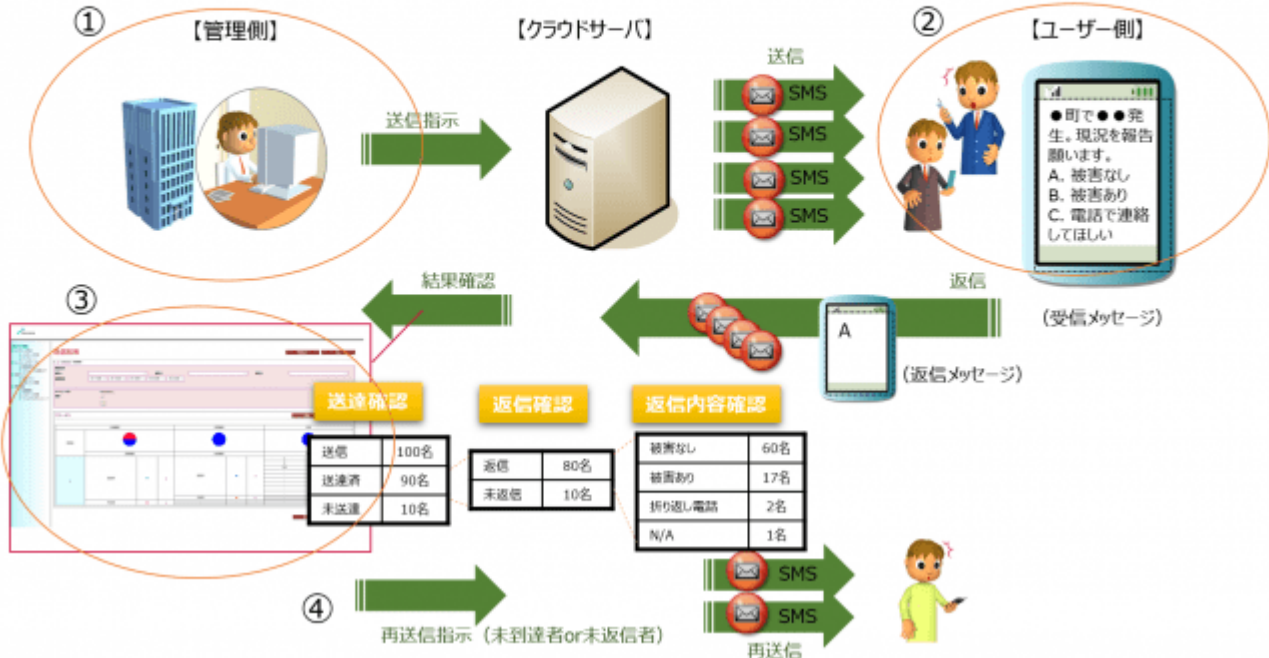 ①
【管理側】
【クラウドサーバ】
②
【ユーザー側】
送信
SMS
SMS
SMS
SMS
送信指示
●町で●●発
生。現況を報告
願います。
A. 被害なし
B. 被害あり
C. 電話で連絡
してほしい
(受信メッセージ)
返信
A
(返信メッセージ)
結果確認
③
送達確認
送信 100名
送達済 90名
未送達 10名
返信確認
返信 80名
未返信 10名
返信内容確認
被害なし 60名
被害あり 17名
折り返し電話 2名
N/A 1名
④
再送信指示（未到達者or未返信者）
SMS
SMS
再送信